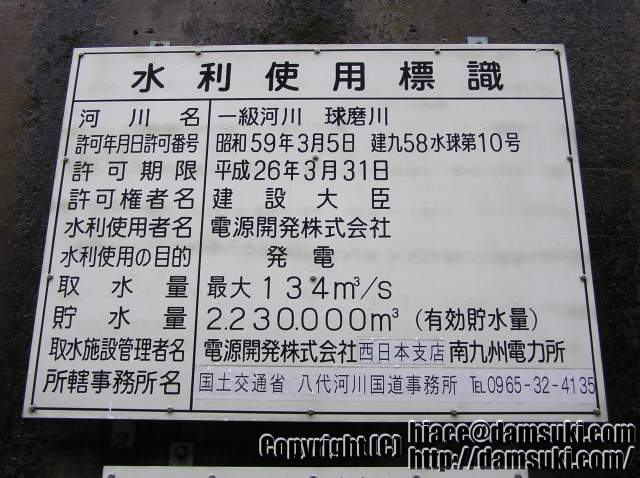 水利使用標識
河川名 一級河川 球磨川
許可年月日許可番号 昭和59年3月5日 建九58水球第10号
許可期限 平成26年3月31日
許可権者名 建設大臣
水利使用者名 電源開発株式会社
水利使用の目的 発電
取水量 最大134m³/S
貯水量 2.230.000m³(有効貯水量)
取水施設管理者名 電源開発株式会社西日本支店南九州電力所
所轄事務所名 国土交通省 八代河川国道事務所 TEL0965-32-4135
Copyright (C) hiace@damsuki.com
http://damsuki.com/